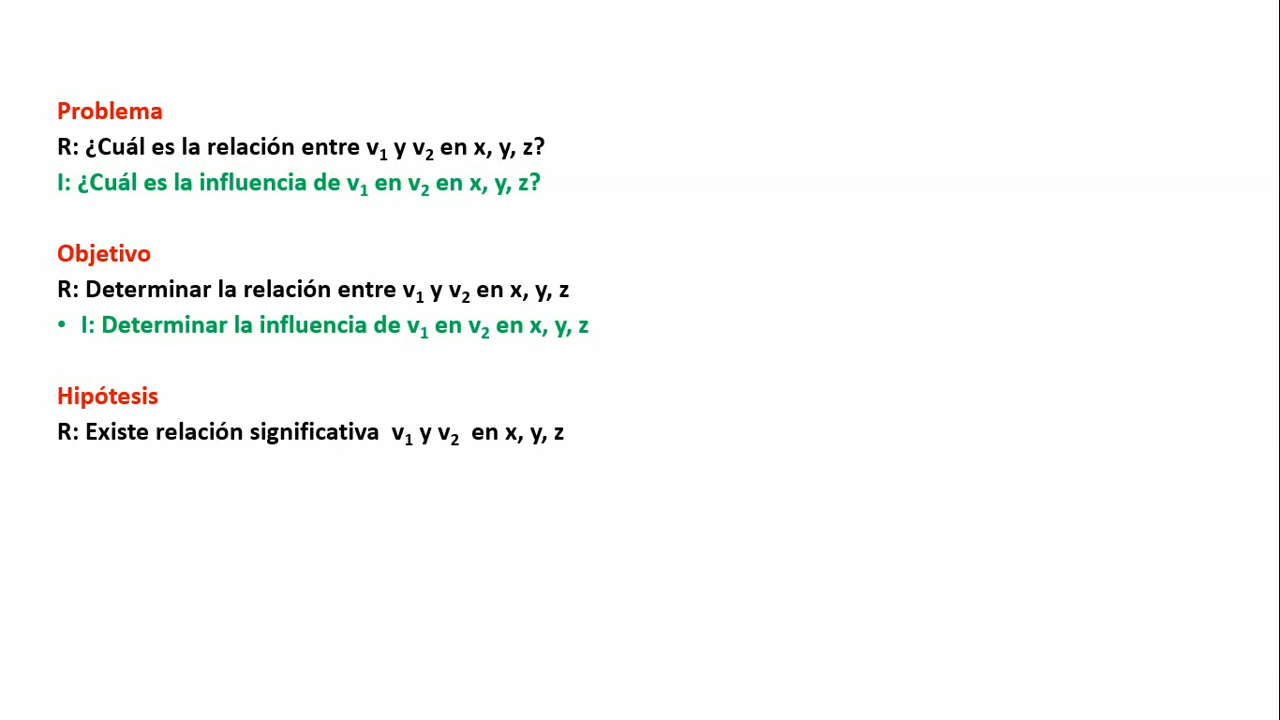 Problema
R: ¿Cuál es la relación entre v₁ y v₂ en x, y, z?
I: ¿Cuál es la influencia de v₁ en v₂ en x, y, z?
Objetivo
R: Determinar la relación entre v₁ y v₂ en x, y, z
• I: Determinar la influencia de v₁ en v₂ en x, y, z
Hipótesis
R: Existe relación significativa v₁ y v₂ en x, y, z